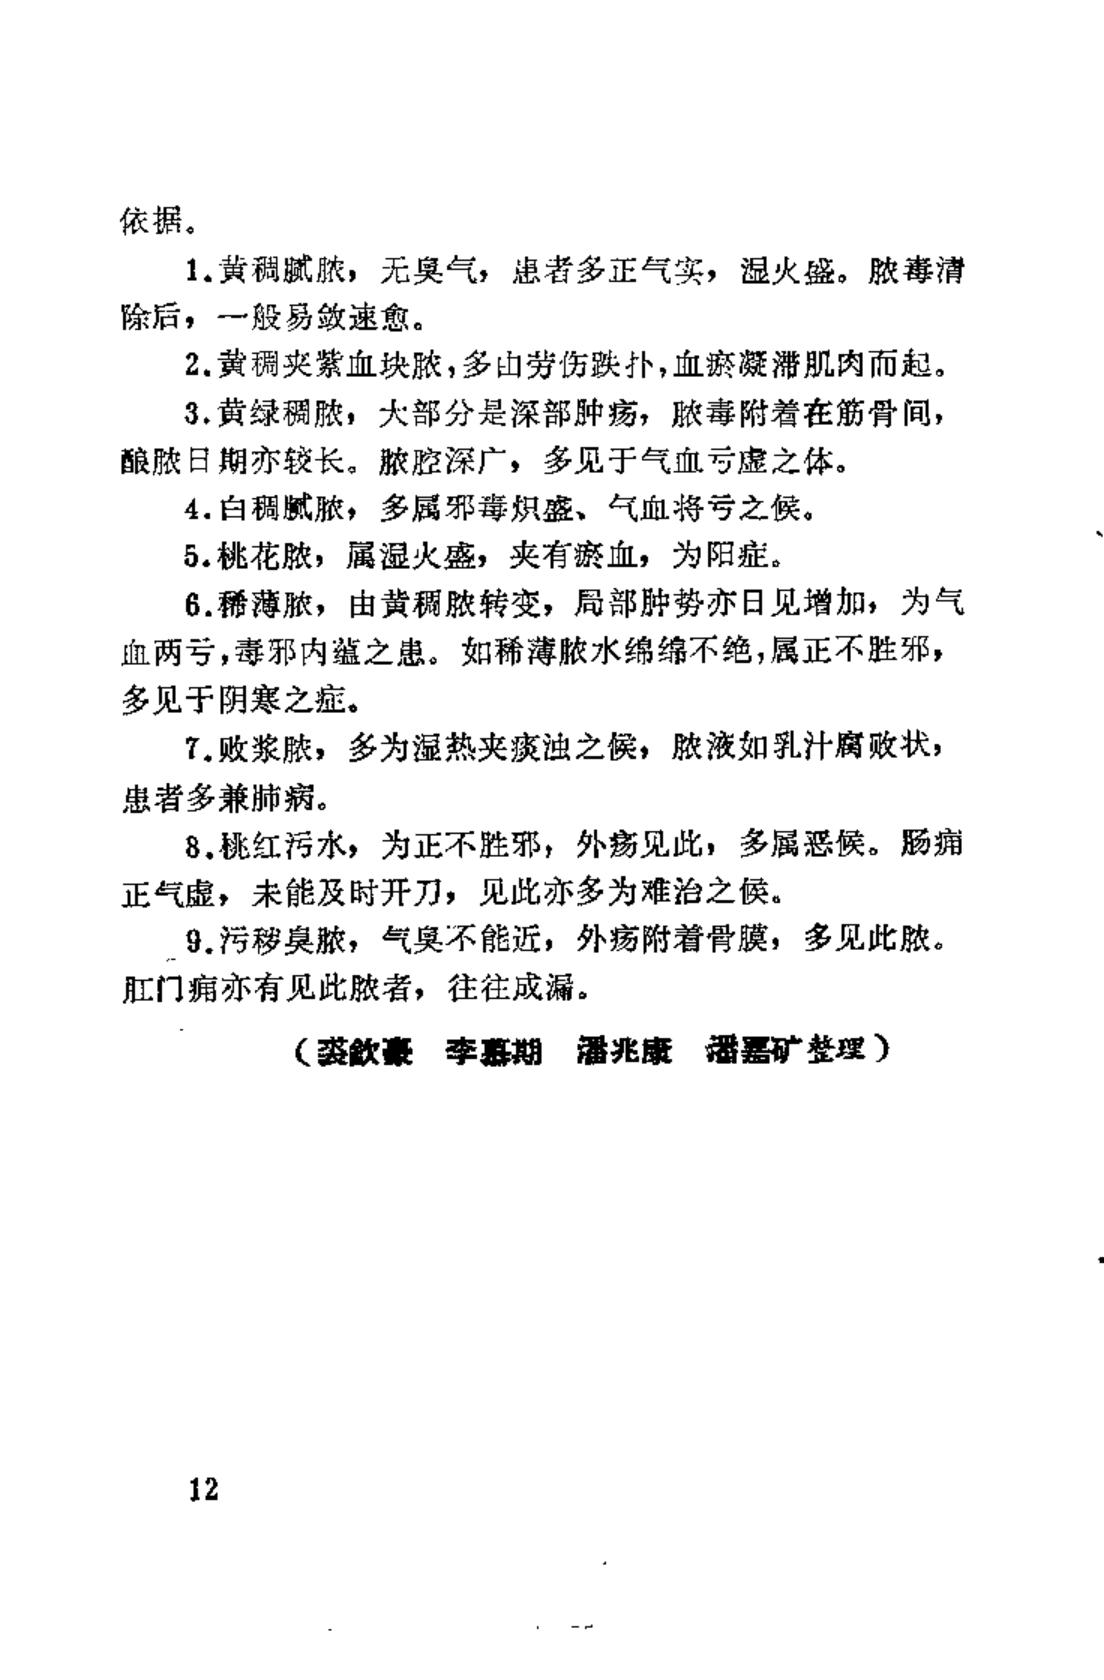 依据。
1.黄稠腻脓，无臭气，患者多正气实，湿火盛。脓毒清
除后，一般易敛速愈。
2.黄稠夹紫血块脓，多由劳伤跌扑，血瘀凝滞肌肉而起。
3.黄绿稠脓，大部分是深部肿疡，脓毒附着在筋骨间，
酿脓日期亦较长。脓腔深广，多见于气血亏虚之体。
4.白稠腻脓，多属邪毒炽盛、气血将亏之候。
5.桃花脓，属湿火盛，夹有瘀血，为阳症。
6.稀薄脓，由黄稠脓转变，局部肿势亦日见增加，为气
血两亏，毒邪内蕴之患。如稀薄脓水绵绵不绝，属正不胜邪，
多见于阴寒之症。
7.败浆脓，多为湿热夹痰浊之候，脓液如乳汁腐败状，
患者多兼肺病。
8.桃红污水，为正不胜邪，外疡见此，多属恶候。肠痈
正气虚，未能及时开刀，见此亦多为难治之候。
9.污秽臭脓，气臭不能近，外疡附着骨膜，多见此脓。
肛门痈亦有见此脓者，往往成漏。
（裘钦豪 李 期 潘兆康 潘嘉矿整理）
12